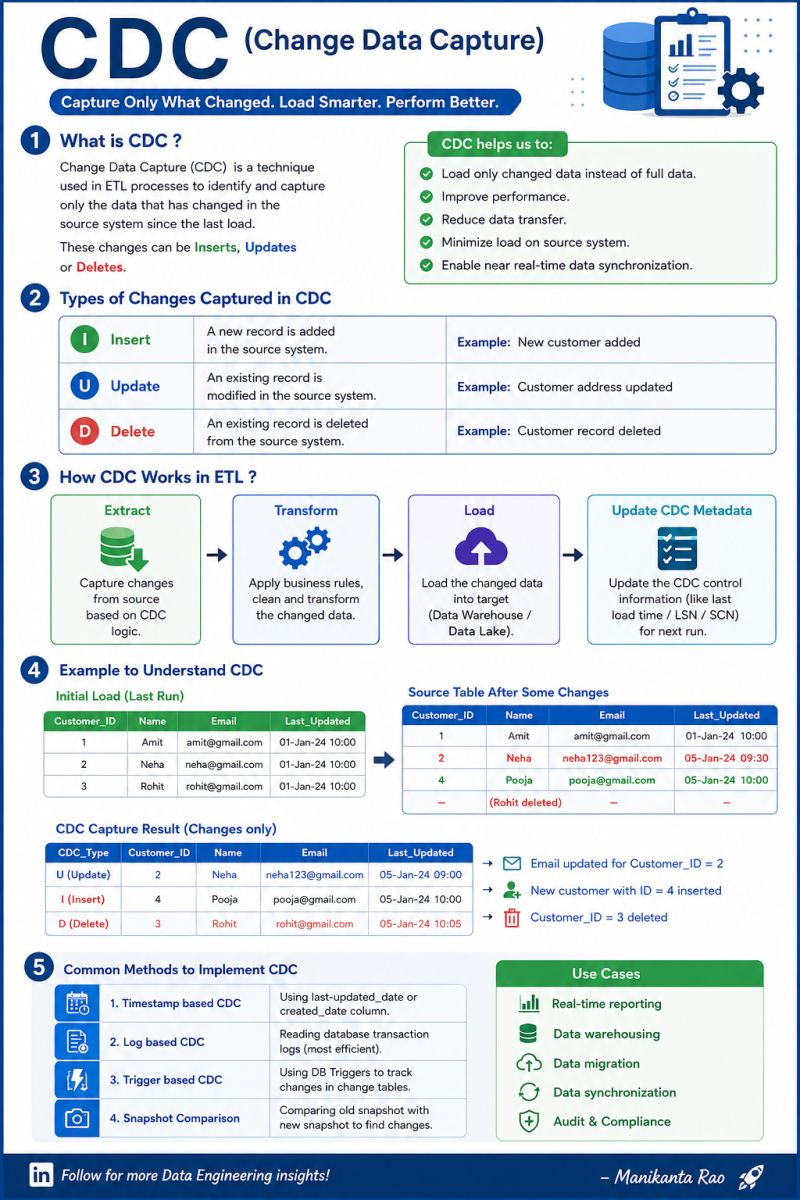 CDC (Change Data Capture)
Capture Only What Changed. Load Smarter. Perform Better.
1 What is CDC ?
Change Data Capture (CDC) is a technique
used in ETL processes to identify and capture
only the data that has changed in the
source system since the last load.
These changes can be Inserts, Updates
or Deletes.
CDC helps us to:
Load only changed data instead of full data.
Improve performance.
Reduce data transfer.
Minimize load on source system.
Enable near real-time data synchronization.
2 Types of Changes Captured in CDC
I Insert
A new record is added
in the source system.
Example: New customer added
U Update
An existing record is
modified in the source system.
Example: Customer address updated
D Delete
An existing record is deleted
from the source system.
Example: Customer record deleted
3 How CDC Works in ETL ?
Extract
Capture changes
from source
based on CDC
logic.
Transform
Apply business rules,
clean and transform
the changed data.
Load
Load the changed data
into target
(Data Warehouse /
Data Lake).
Update CDC Metadata
Update the CDC control
information (like last
load time / LSN / SCN)
for next run.
4 Example to Understand CDC
Initial Load (Last Run)
Customer_ID Name Email Last_Updated
1 Amit amit@gmail.com 01-Jan-24 10:00
2 Neha neha@gmail.com 01-Jan-24 10:00
3 Rohit rohit@gmail.com 01-Jan-24 10:00
Source Table After Some Changes
Customer_ID Name Email Last_Updated
1 Amit amit@gmail.com 01-Jan-24 10:00
2 Neha neha123@gmail.com 05-Jan-24 09:30
4 Pooja pooja@gmail.com 05-Jan-24 10:00
– (Rohit deleted) – –
CDC Capture Result (Changes only)
CDC_Type Customer_ID Name Email Last_Updated
U (Update) 2 Neha neha123@gmail.com 05-Jan-24 09:00
I (Insert) 4 Pooja pooja@gmail.com 05-Jan-24 10:00
D (Delete) 3 Rohit rohit@gmail.com 05-Jan-24 10:05
→ Email updated for Customer_ID = 2
→ New customer with ID = 4 inserted
→ Customer_ID = 3 deleted
5 Common Methods to Implement CDC
1. Timestamp based CDC
Using last-updated_date or
created_date column.
2. Log based CDC
Reading database transaction
logs (most efficient).
3. Trigger based CDC
Using DB Triggers to track
changes in change tables.
4. Snapshot Comparison
Comparing old snapshot with
new snapshot to find changes.
Use Cases
Real-time reporting
Data warehousing
Data migration
Data synchronization
Audit & Compliance
in Follow for more Data Engineering insights!
– Manikanta Rao